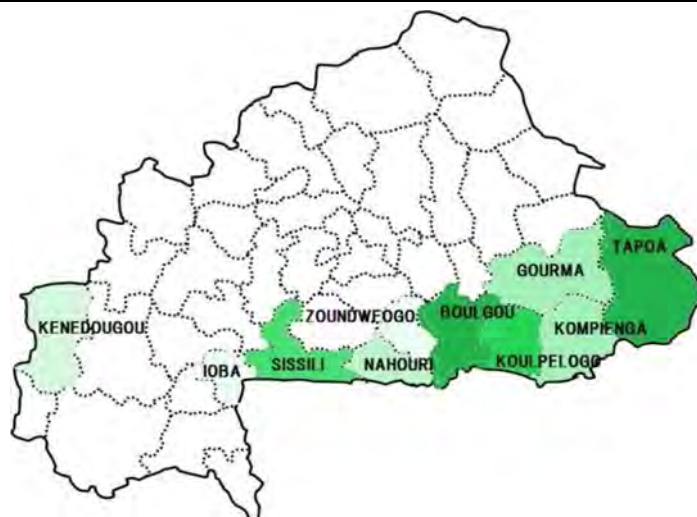 TAPOA
GOURMA
KENEDOUGOU
ZOUNDWEOGO
BOULGOU
KOMPIENGA
IOBA
SISSILI
NAHOURI
KOULPELOGO